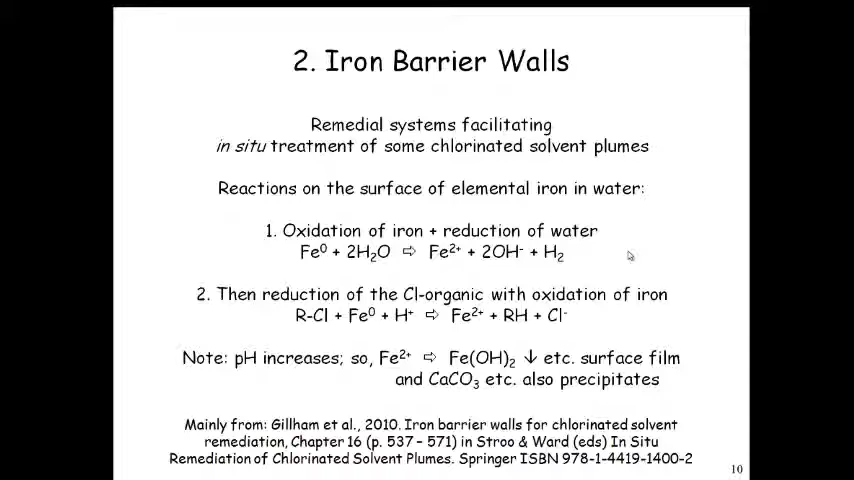 2. Iron Barrier Walls
Remedial systems facilitating
in situ treatment of some chlorinated solvent plumes
Reactions on the surface of elemental iron in water:
1. Oxidation of iron + reduction of water
Fe⁰ + 2H₂O ⇨ Fe²⁺ + 2OH⁻ + H₂
2. Then reduction of the Cl-organic with oxidation of iron
R-Cl + Fe⁰ + H⁺ ⇨ Fe²⁺ + RH + Cl⁻
Note: pH increases; so, Fe²⁺ ⇨ Fe(OH)₂ ↓ etc. surface film
and CaCO₃ etc. also precipitates
Mainly from: Gillham et al., 2010. Iron barrier walls for chlorinated solvent
remediation, Chapter 16 (p. 537 – 571) in Stroo & Ward (eds) In Situ
Remediation of Chlorinated Solvent Plumes. Springer ISBN 978-1-4419-1400-2
10